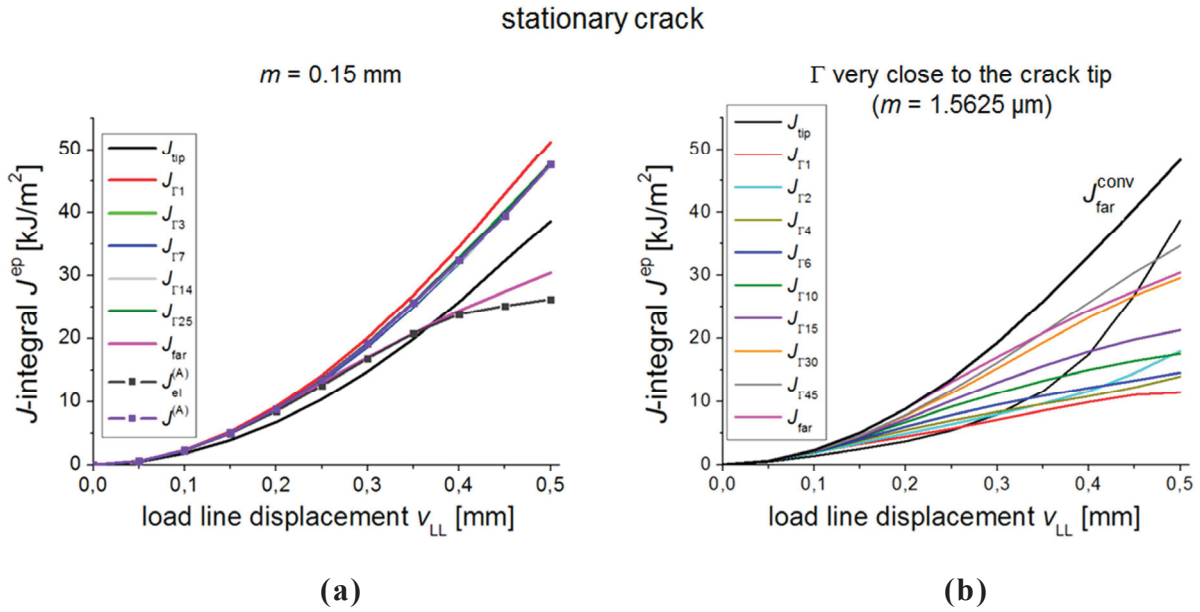 stationary crack
m = 0.15 mm
J-integral J^ep [kJ/m²]
50
40
30
20
10
0
J_tip
J_Γ1
J_Γ3
J_Γ7
J_Γ14
J_Γ25
J_far
J_el^(A)
J^(A)
0,0 0,1 0,2 0,3 0,4 0,5
load line displacement v_LL [mm]
(a)
Γ very close to the crack tip
(m = 1.5625 µm)
J-integral J^ep [kJ/m²]
50
40
30
20
10
0
J_tip
J_Γ1
J_Γ2
J_Γ4
J_Γ6
J_Γ10
J_Γ15
J_Γ30
J_Γ45
J_far
J_far^conv
0,0 0,1 0,2 0,3 0,4 0,5
load line displacement v_LL [mm]
(b)